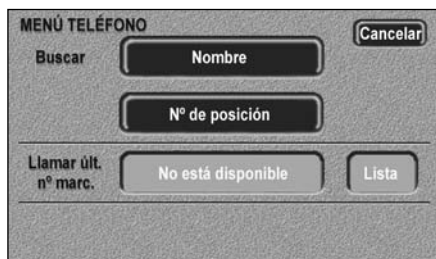 MENÚ TELÉFONO
Cancelar
Buscar
Nombre
Nº de posición
Llamar últ.
nº marc.
No está disponible
Lista